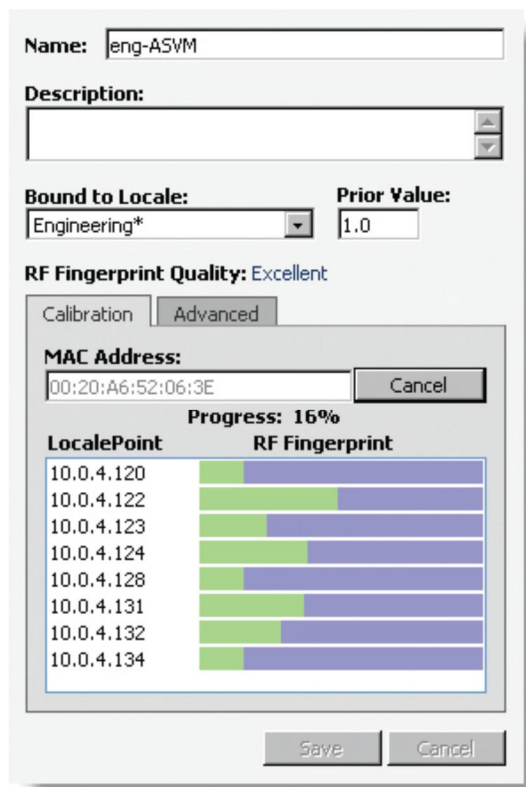 Name: eng-ASVM
Description:
Bound to Locale: Prior Value:
Engineering* 1.0
RF Fingerprint Quality: Excellent
Calibration Advanced
MAC Address:
00:20:A6:52:06:3E Cancel
Progress: 16%
LocalePoint RF Fingerprint
10.0.4.120
10.0.4.122
10.0.4.123
10.0.4.124
10.0.4.128
10.0.4.131
10.0.4.132
10.0.4.134
Save Cancel